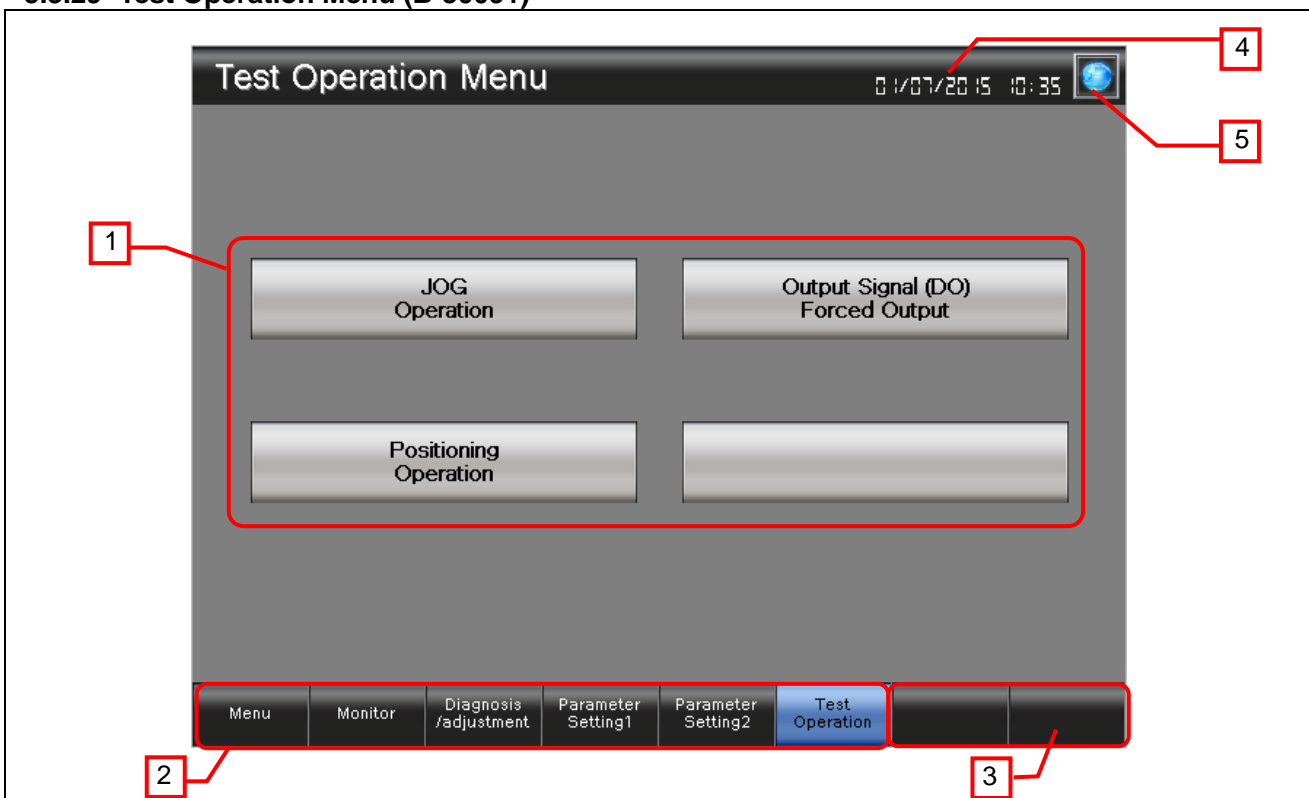 Test Operation Menu
01/07/2015 10:35
4
5
1
JOG
Operation
Output Signal (DO)
Forced Output
Positioning
Operation
Menu
Monitor
Diagnosis
/adjustment
Parameter
Setting1
Parameter
Setting2
Test
Operation
2
3